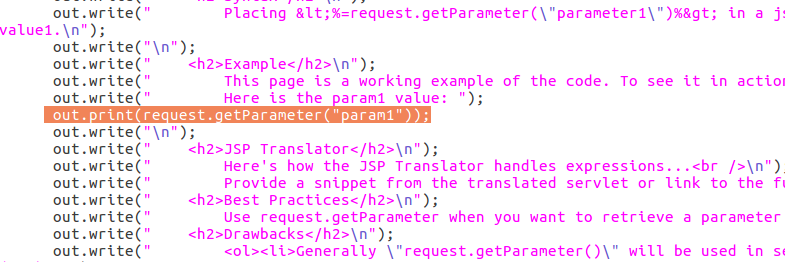 out.write("        Placing &lt;%=request.getParameter(\"parameter1\")%&gt; in a js
value1.\n");
out.write("\n");
out.write("    <h2>Example</h2>\n");
out.write("        This page is a working example of the code. To see it in action
out.write("        Here is the param1 value: ");
out.print(request.getParameter("param1"));
out.write("\n");
out.write("    <h2>JSP Translator</h2>\n");
out.write("        Here's how the JSP Translator handles expressions...<br />\n")
out.write("        Provide a snippet from the translated servlet or link to the fu
out.write("    <h2>Best Practices</h2>\n");
out.write("        Use request.getParameter when you want to retrieve a parameter
out.write("    <h2>Drawbacks</h2>\n");
out.write("        <ol><li>Generally \"request.getParameter()\" will be used in se